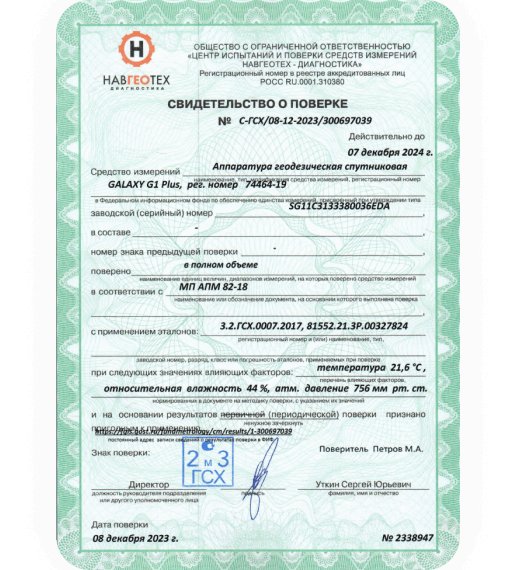 Н
НАВГЕОТЕХ
ДИАГНОСТИКА
ОБЩЕСТВО С ОГРАНИЧЕННОЙ ОТВЕТСТВЕННОСТЬЮ
«ЦЕНТР ИСПЫТАНИЙ И ПОВЕРКИ СРЕДСТВ ИЗМЕРЕНИЙ
НАВГЕОТЕХ - ДИАГНОСТИКА»
Регистрационный номер в реестре аккредитованных лиц
РОСС RU.0001.310380
СВИДЕТЕЛЬСТВО О ПОВЕРКЕ
№ С-ГСХ/08-12-2023/300697039
Действительно до
07 декабря 2024 г.
Средство измерений Аппаратура геодезическая спутниковая
наименование, тип, модификация средства измерений, регистрационный номер
GALAXY G1 Plus, рег. номер 74464-19
в Федеральном информационном фонде по обеспечению единства измерений, присвоенный при утверждении типа
заводской (серийный) номер SG11C3133380036EDA
в составе -
номер знака предыдущей поверки -
поверено в полном объеме
наименование единиц величин, диапазонов измерений, на которых поверено средство измерений
в соответствии с МП АПМ 82-18
наименование или обозначение документа, на основании которого выполнена поверка
с применением эталонов: 3.2.ГСХ.0007.2017, 81552.21.3Р.00327824
регистрационный номер и (или) наименование, тип,
заводской номер, разряд, класс или погрешность эталонов, применяемых при поверке
при следующих значениях влияющих факторов: температура 21,6 °C ,
перечень влияющих факторов,
относительная влажность 44 %, атм. давление 756 мм рт. ст.
нормированных в документе на методику поверки, с указанием их значений
и на основании результатов первичной (периодической) поверки признано
ненужное зачеркнуть
пригодным к применению
https://fgis.gost.ru/fundmetrology/cm/results/1-300697039
постоянный адрес записи сведений о результатах поверки в ФИФ
Знак поверки:
Поверитель Петров М.А.
2 м 3
ГСХ
Директор
Уткин Сергей Юрьевич
должность руководителя подразделения
или другого уполномоченного лица
подпись
фамилия, имя и отчество
Дата поверки
08 декабря 2023 г.
№ 2338947